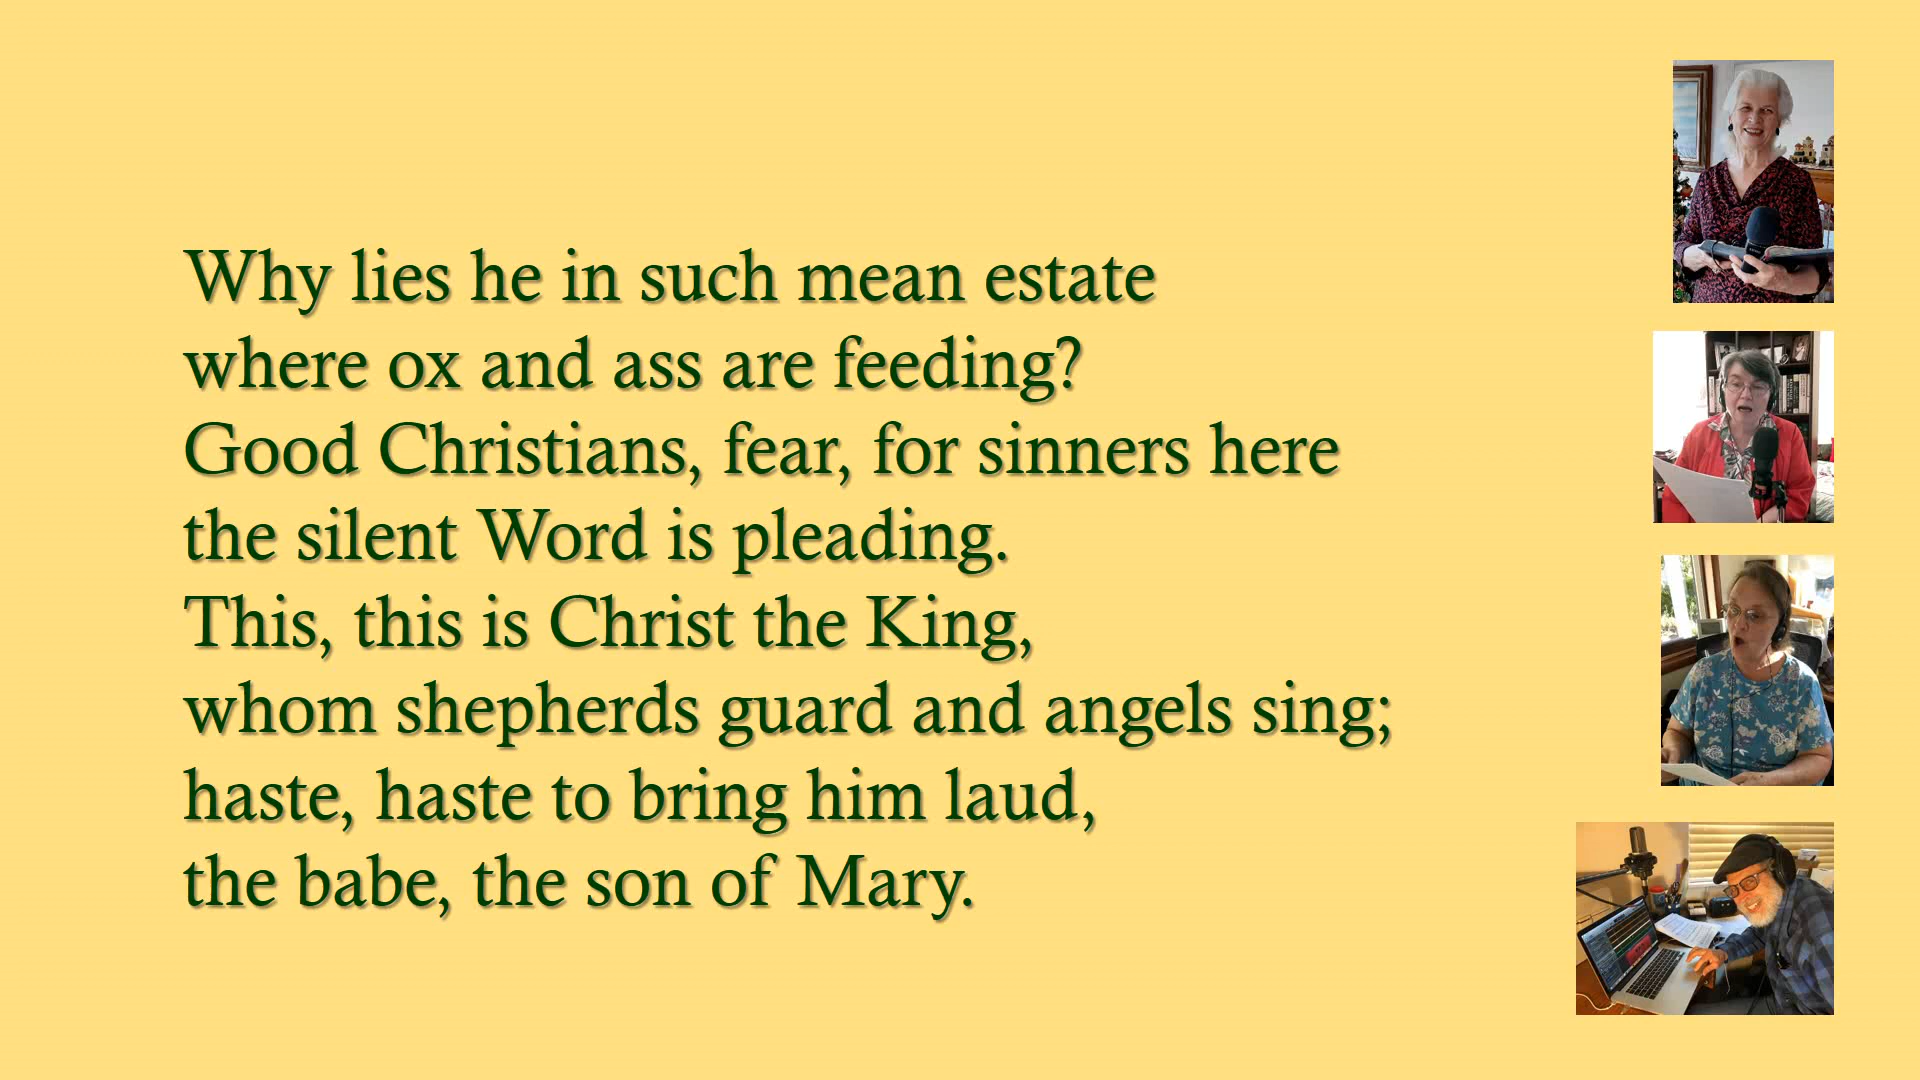 Why lies he in such mean estate
where ox and ass are feeding?
Good Christians, fear, for sinners here
the silent Word is pleading.
This, this is Christ the King,
whom shepherds guard and angels sing;
haste, haste to bring him laud,
the babe, the son of Mary.